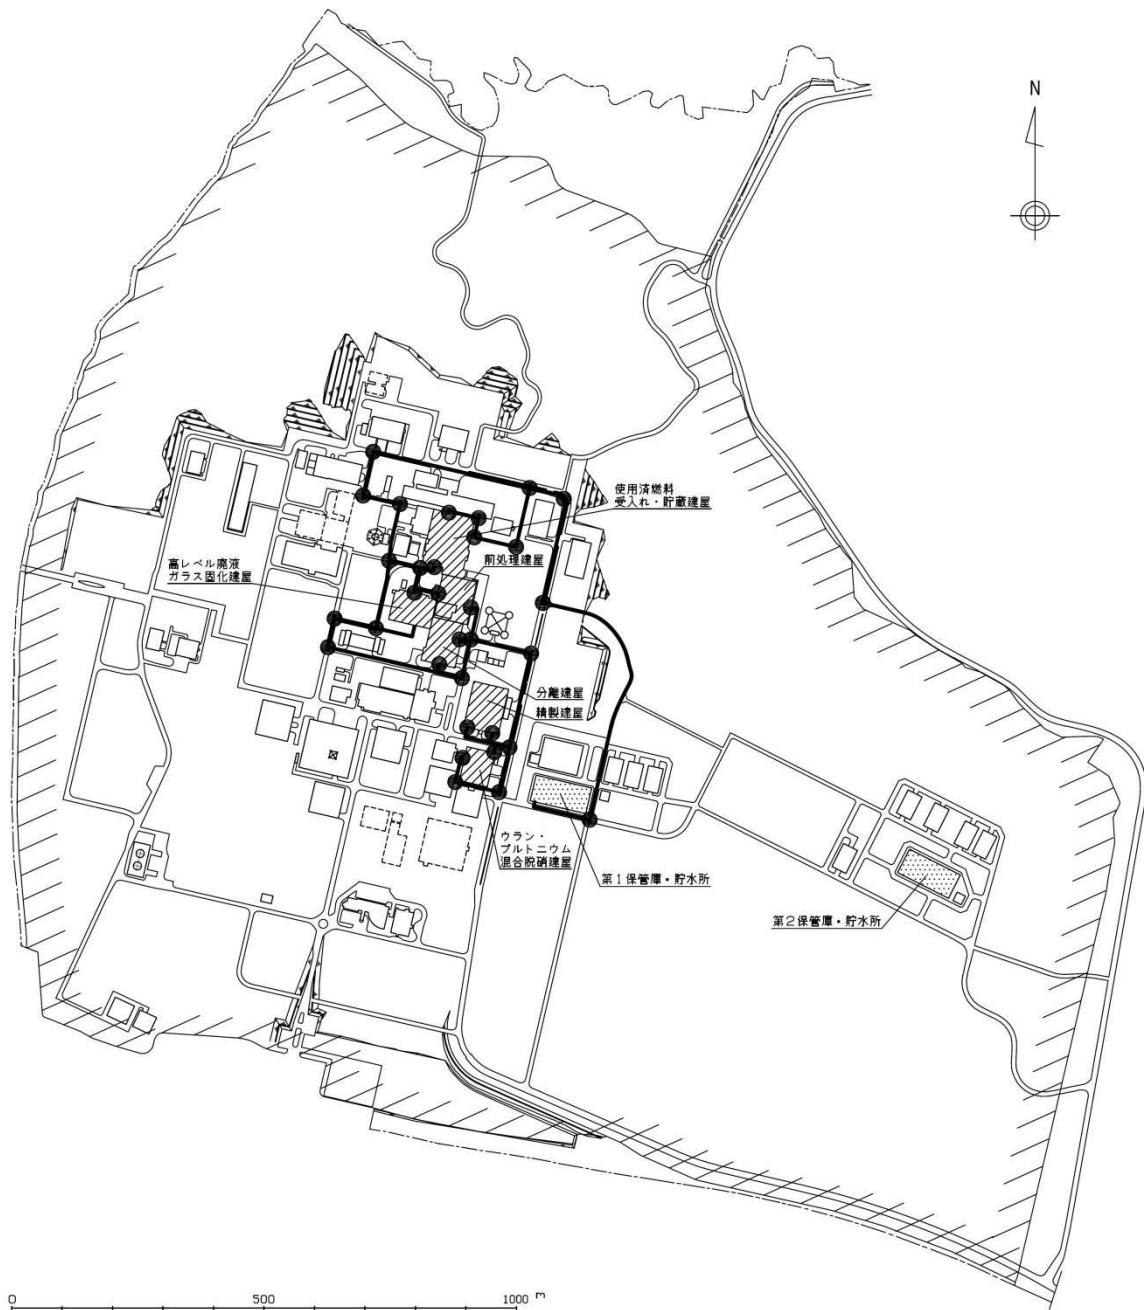 N
使用済燃料
受入れ・貯蔵建屋
前処理建屋
高レベル廃液
ガラス固化建屋
分離建屋
精製建屋
ウラン・
プルトニウム
混合脱硝建屋
第1保管庫・貯水所
第2保管庫・貯水所
0 500 1000 m